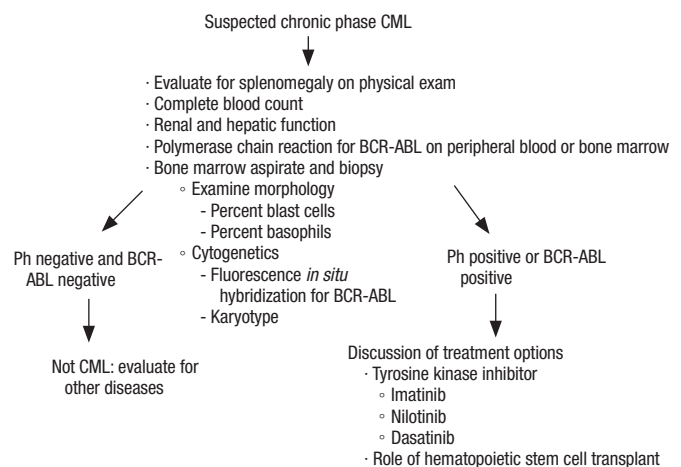 Suspected chronic phase CML
· Evaluate for splenomegaly on physical exam
· Complete blood count
· Renal and hepatic function
· Polymerase chain reaction for BCR-ABL on peripheral blood or bone marrow
· Bone marrow aspirate and biopsy
◦ Examine morphology
- Percent blast cells
- Percent basophils
◦ Cytogenetics
- Fluorescence in situ
hybridization for BCR-ABL
- Karyotype
Ph negative and BCR-
ABL negative
Not CML: evaluate for
other diseases
Ph positive or BCR-ABL
positive
Discussion of treatment options
· Tyrosine kinase inhibitor
◦ Imatinib
◦ Nilotinib
◦ Dasatinib
· Role of hematopoietic stem cell transplant